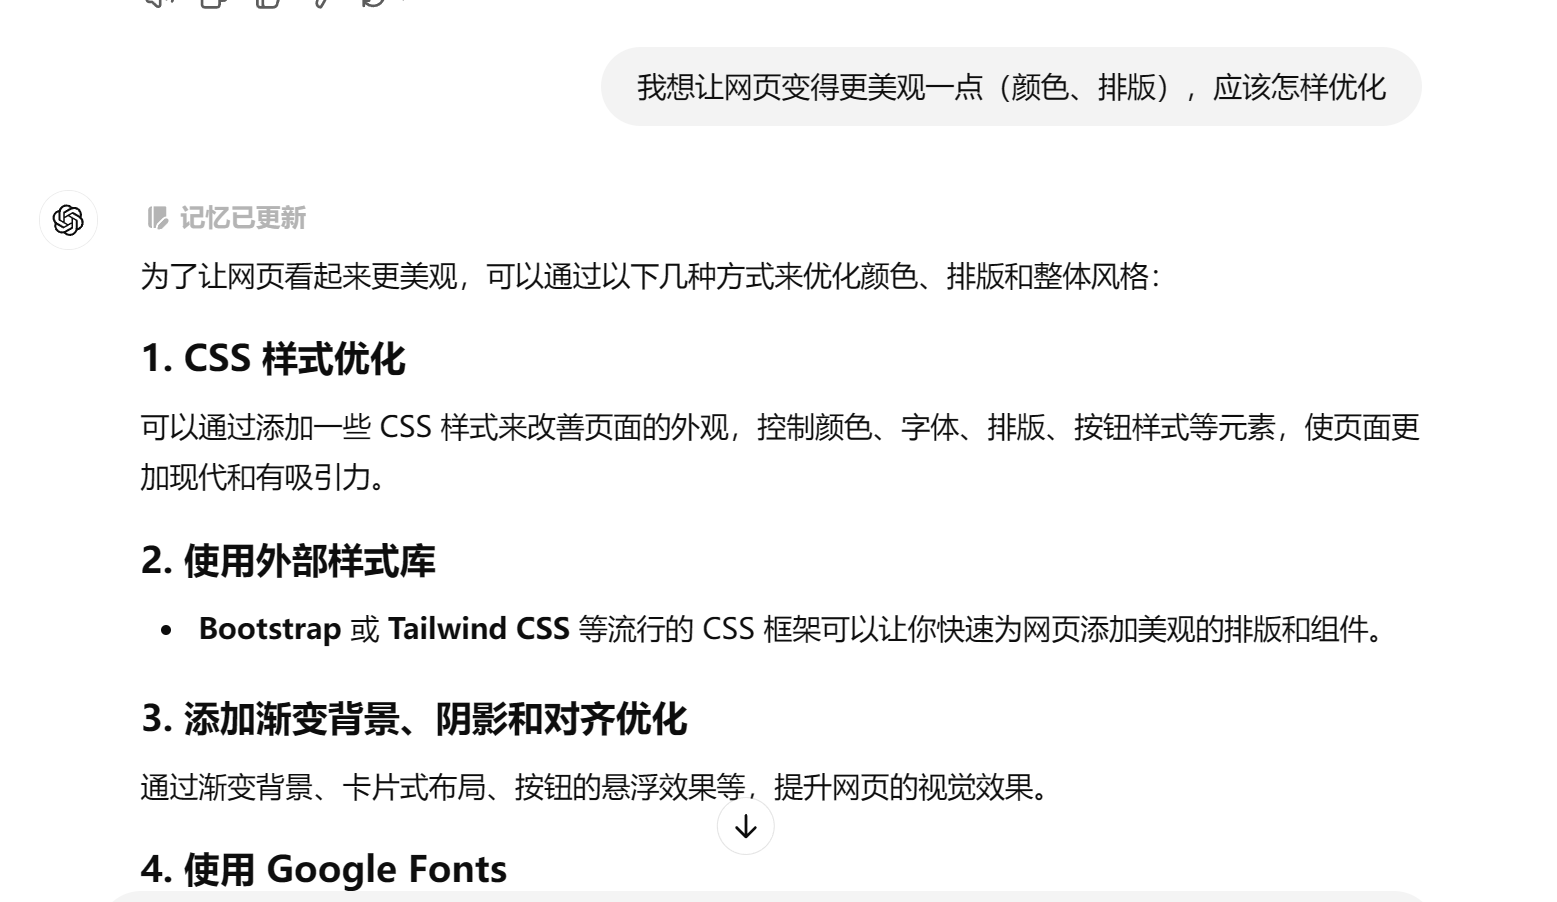 我想让网页变得更美观一点（颜色、排版），应该怎样优化
记忆已更新
为了让网页看起来更美观，可以通过以下几种方式来优化颜色、排版和整体风格：
1. CSS 样式优化
可以通过添加一些 CSS 样式来改善页面的外观，控制颜色、字体、排版、按钮样式等元素，使页面更
加现代和有吸引力。
2. 使用外部样式库
• Bootstrap 或 Tailwind CSS 等流行的 CSS 框架可以让你快速为网页添加美观的排版和组件。
3. 添加渐变背景、阴影和对齐优化
通过渐变背景、卡片式布局、按钮的悬浮效果等，提升网页的视觉效果。
4. 使用 Google Fonts